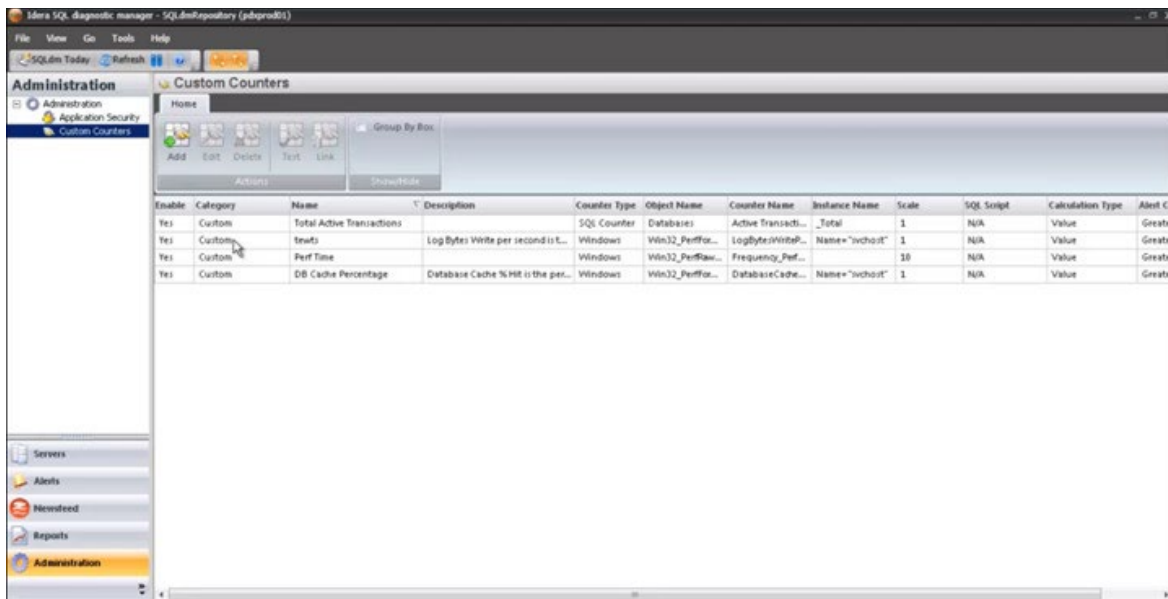 Idera SQL diagnostic manager - SQLdmRepository (pdxprod01)
File View Go Tools Help
SQLdm Today Refresh
Administration
Custom Counters
Administration
Application Security
Custom Counters
Home
Group By Box
Add Edit Delete Test Link
Actions Show/Hide
Enable Category Name Description Counter Type Object Name Counter Name Instance Name Scale SQL Script Calculation Type Alert C
Yes Custom Total Active Transactions SQL Counter Databases Active Transacti... _Total 1 N/A Value Greate
Yes Custom tewts Log Bytes Write per second is t... Windows Win32_PerfFor... LogBytesWriteP... Name="svchost" 1 N/A Value Greate
Yes Custom Perf Time Windows Win32_PerfRaw... Frequency_Perf... 10 N/A Value Greate
Yes Custom DB Cache Percentage Database Cache % Hit is the per... Windows Win32_PerfFor... DatabaseCache... Name="svchost" 1 N/A Value Greate
Servers
Alerts
Newsfeed
Reports
Administration